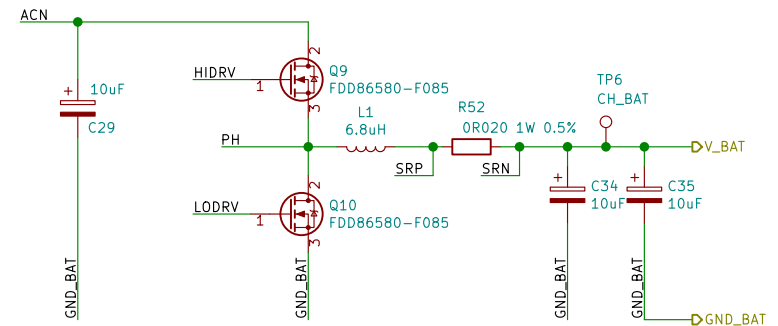 ACN
2
10uF
C29
HIDRV
1
Q9
FDD86580-F085
3
TP6
CH_BAT
L1
6.8uH
R52
0R020 1W 0.5%
PH
SRP
SRN
V_BAT
2
LODRV
1
Q10
FDD86580-F085
3
C34
10uF
C35
10uF
GND_BAT
GND_BAT
GND_BAT
GND_BAT
GND_BAT